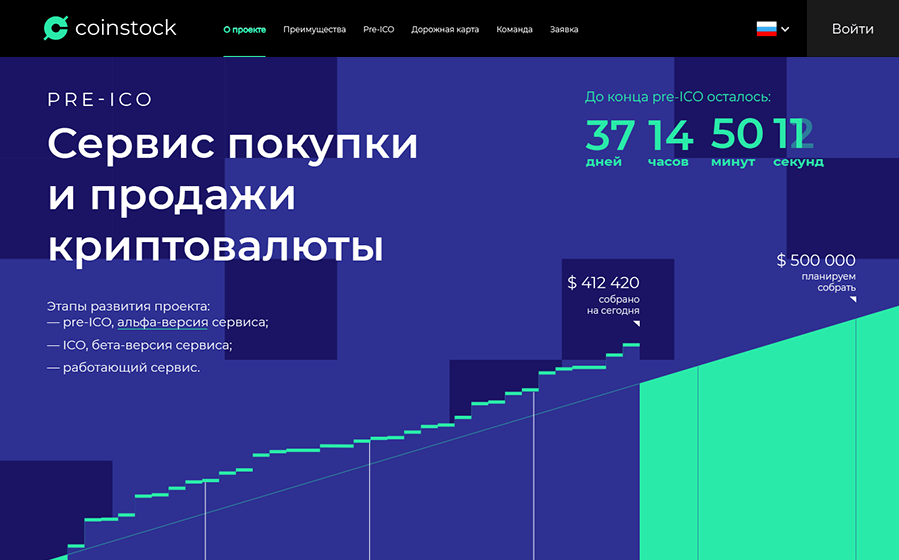 coinstock
О проекте
Преимущества
Pre-ICO
Дорожная карта
Команда
Заявка
Войти
PRE-ICO
Сервис покупки
и продажи
криптовалюты
До конца pre-ICO осталось:
37 14 50 11
дней часов минут секунд
Этапы развития проекта:
— pre-ICO, альфа-версия сервиса;
— ICO, бета-версия сервиса;
— работающий сервис.
$ 412 420
собрано
на сегодня
$ 500 000
планируем
собрать